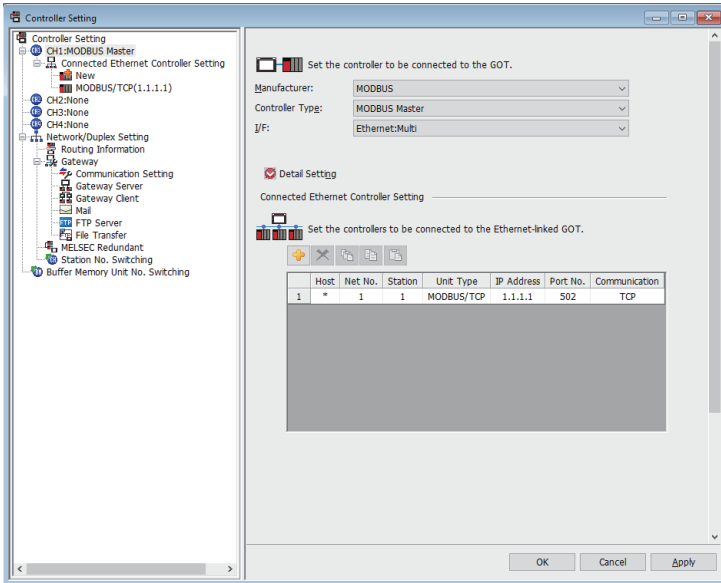 Controller Setting
Controller Setting
CH1:MODBUS Master
Connected Ethernet Controller Setting
New
MODBUS/TCP(1.1.1.1)
CH2:None
CH3:None
CH4:None
Network/Duplex Setting
Routing Information
Gateway
Communication Setting
Gateway Server
Gateway Client
Mail
FTP Server
File Transfer
MELSEC Redundant
Station No. Switching
Buffer Memory Unit No. Switching
Set the controller to be connected to the GOT.
Manufacturer: MODBUS
Controller Type: MODBUS Master
I/F: Ethernet:Multi
Detail Setting
Connected Ethernet Controller Setting
Set the controllers to be connected to the Ethernet-linked GOT.
Host Net No. Station Unit Type IP Address Port No. Communication
1 * 1 1 MODBUS/TCP 1.1.1.1 502 TCP
OK Cancel Apply